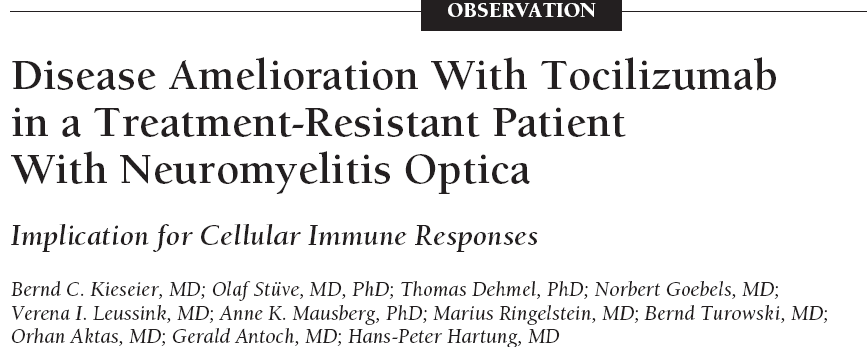 OBSERVATION
Disease Amelioration With Tocilizumab
in a Treatment-Resistant Patient
With Neuromyelitis Optica
Implication for Cellular Immune Responses
Bernd C. Kieseier, MD; Olaf Stüve, MD, PhD; Thomas Dehmel, PhD; Norbert Goebels, MD;
Verena I. Leussink, MD; Anne K. Mausberg, PhD; Marius Ringelstein, MD; Bernd Turowski, MD;
Orhan Aktas, MD; Gerald Antoch, MD; Hans-Peter Hartung, MD